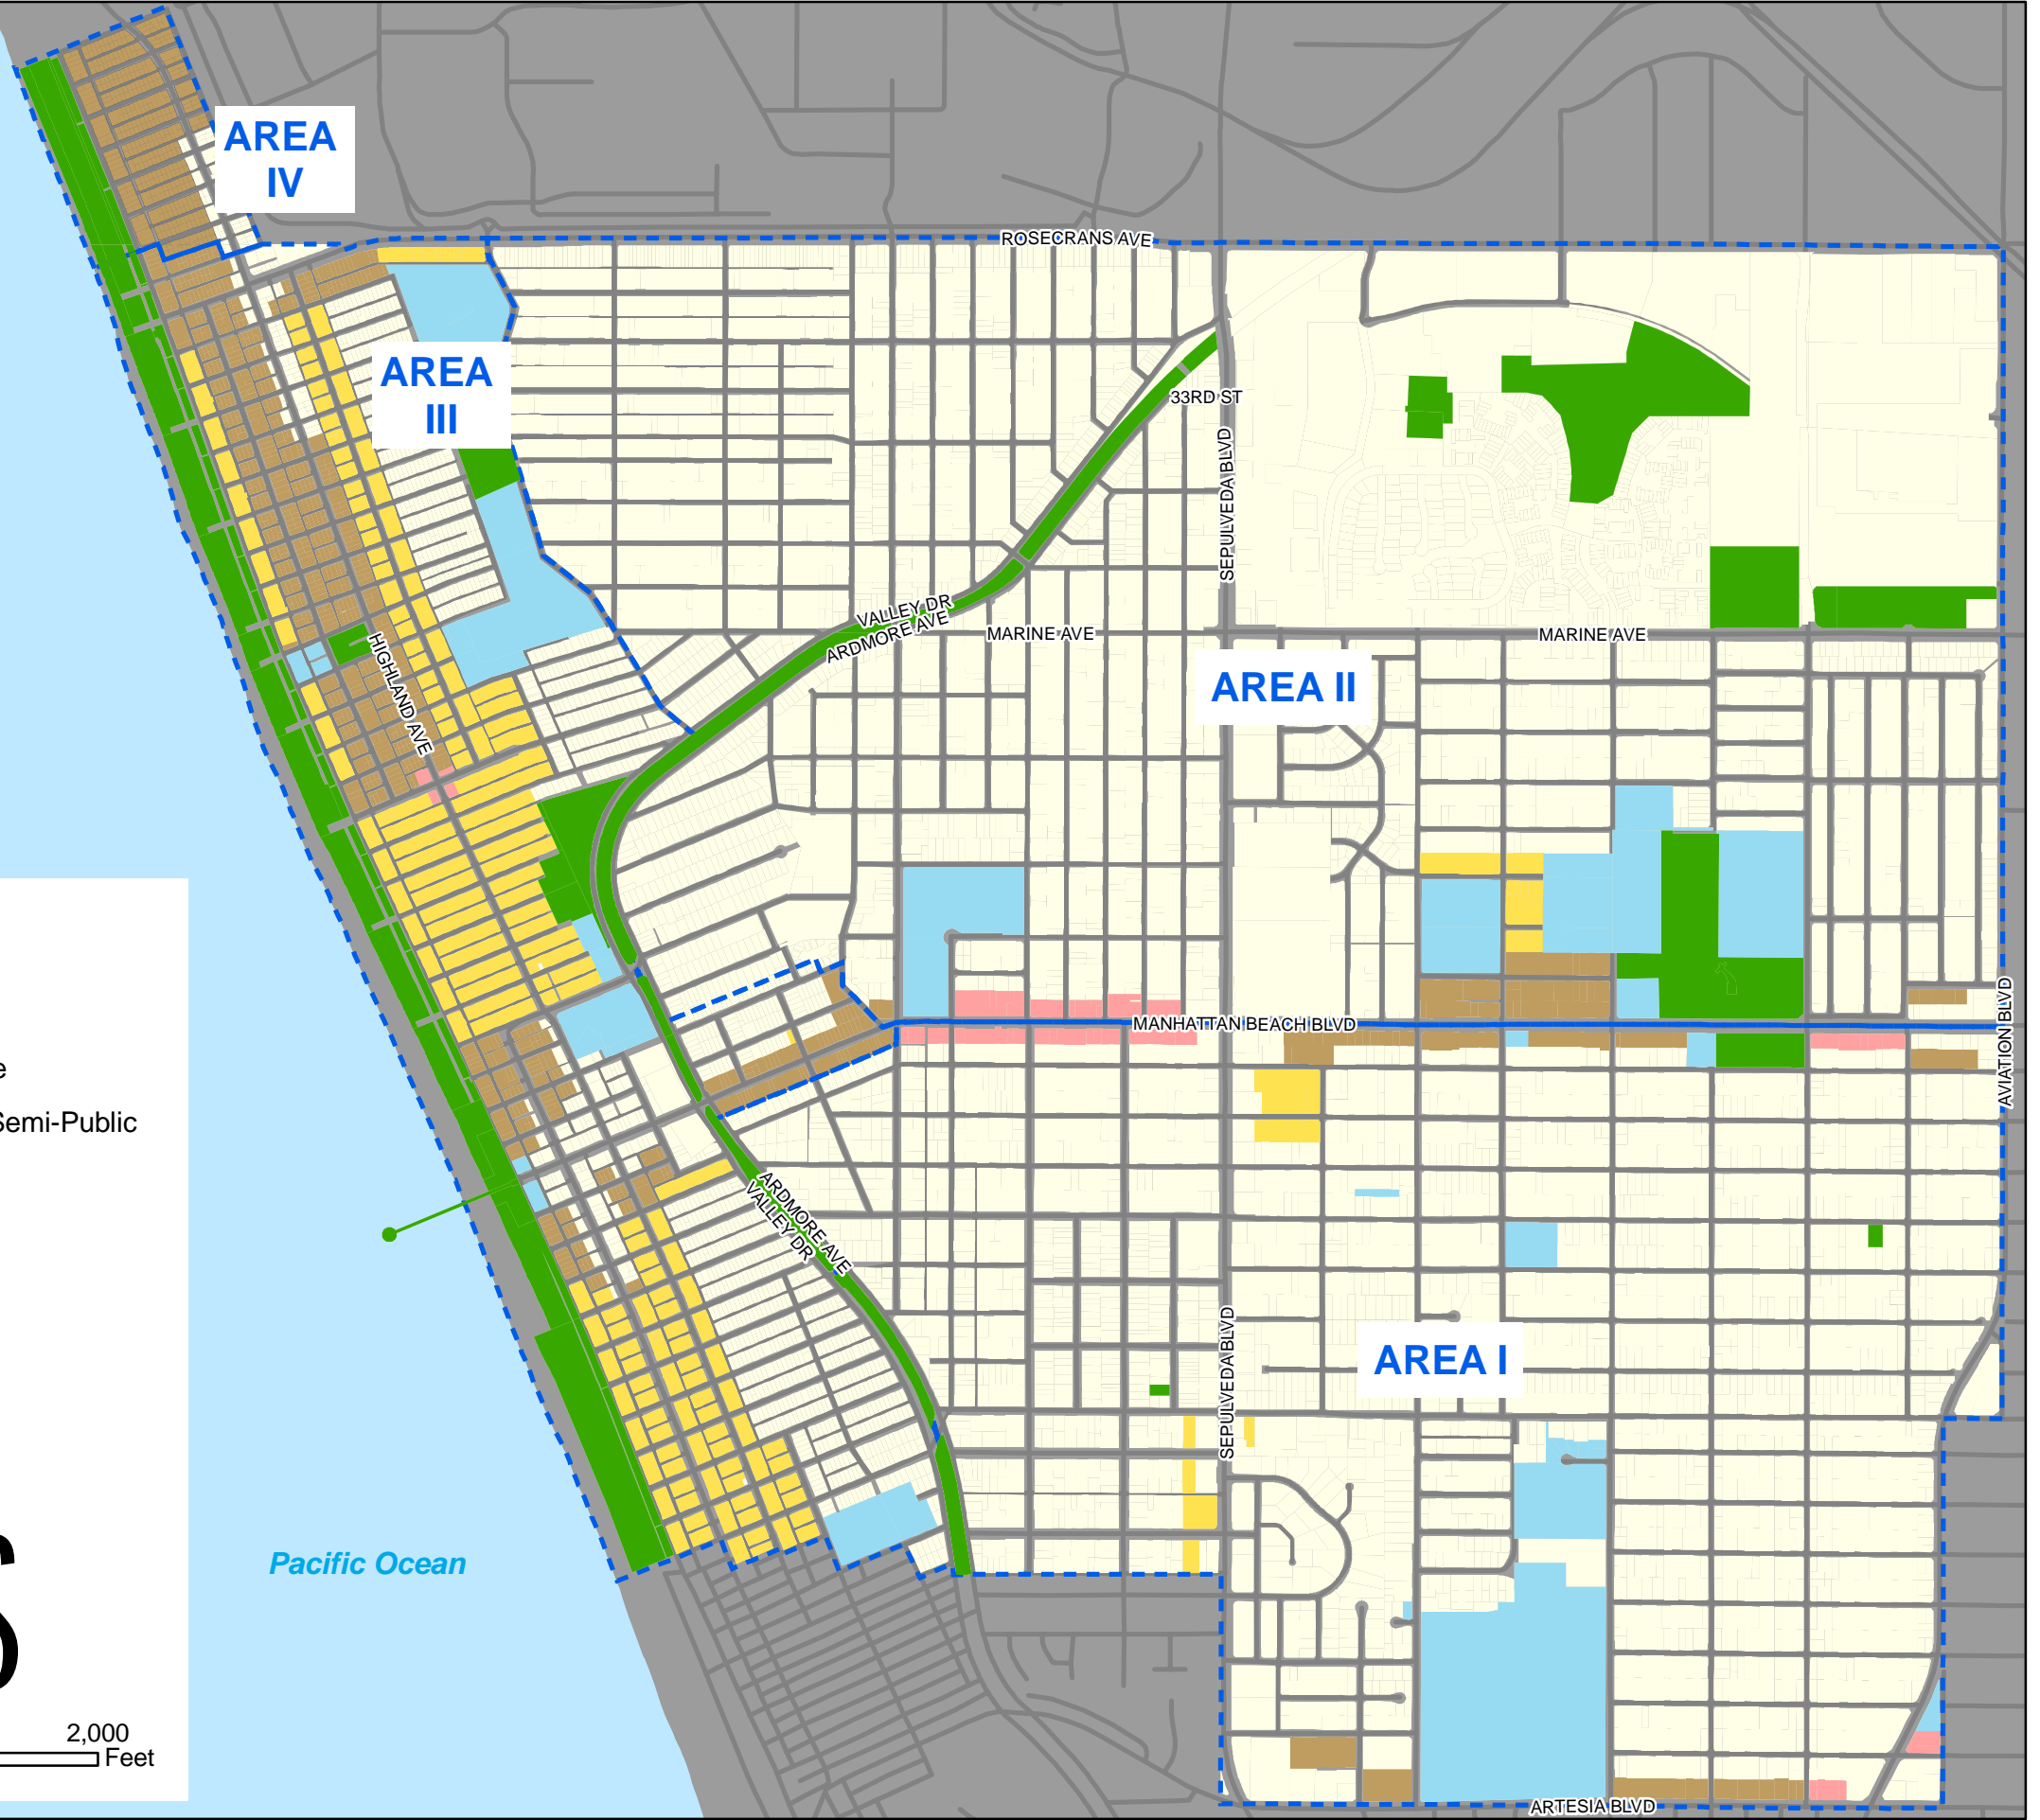 AREA
IV
ROSECRANS AVE
AREA
III
33RD ST
SEPULVEDA BLVD
VALLEY DR
ARDMORE AVE
MARINE AVE
MARINE AVE
HIGHLAND AVE
AREA II
MANHATTAN BEACH BLVD
AVIATION BLVD
Semi-Public
ARDMORE AVE
VALLEY DR
SEPULVEDA BLVD
AREA I
Pacific Ocean
2,000
Feet
ARTESIA BLVD